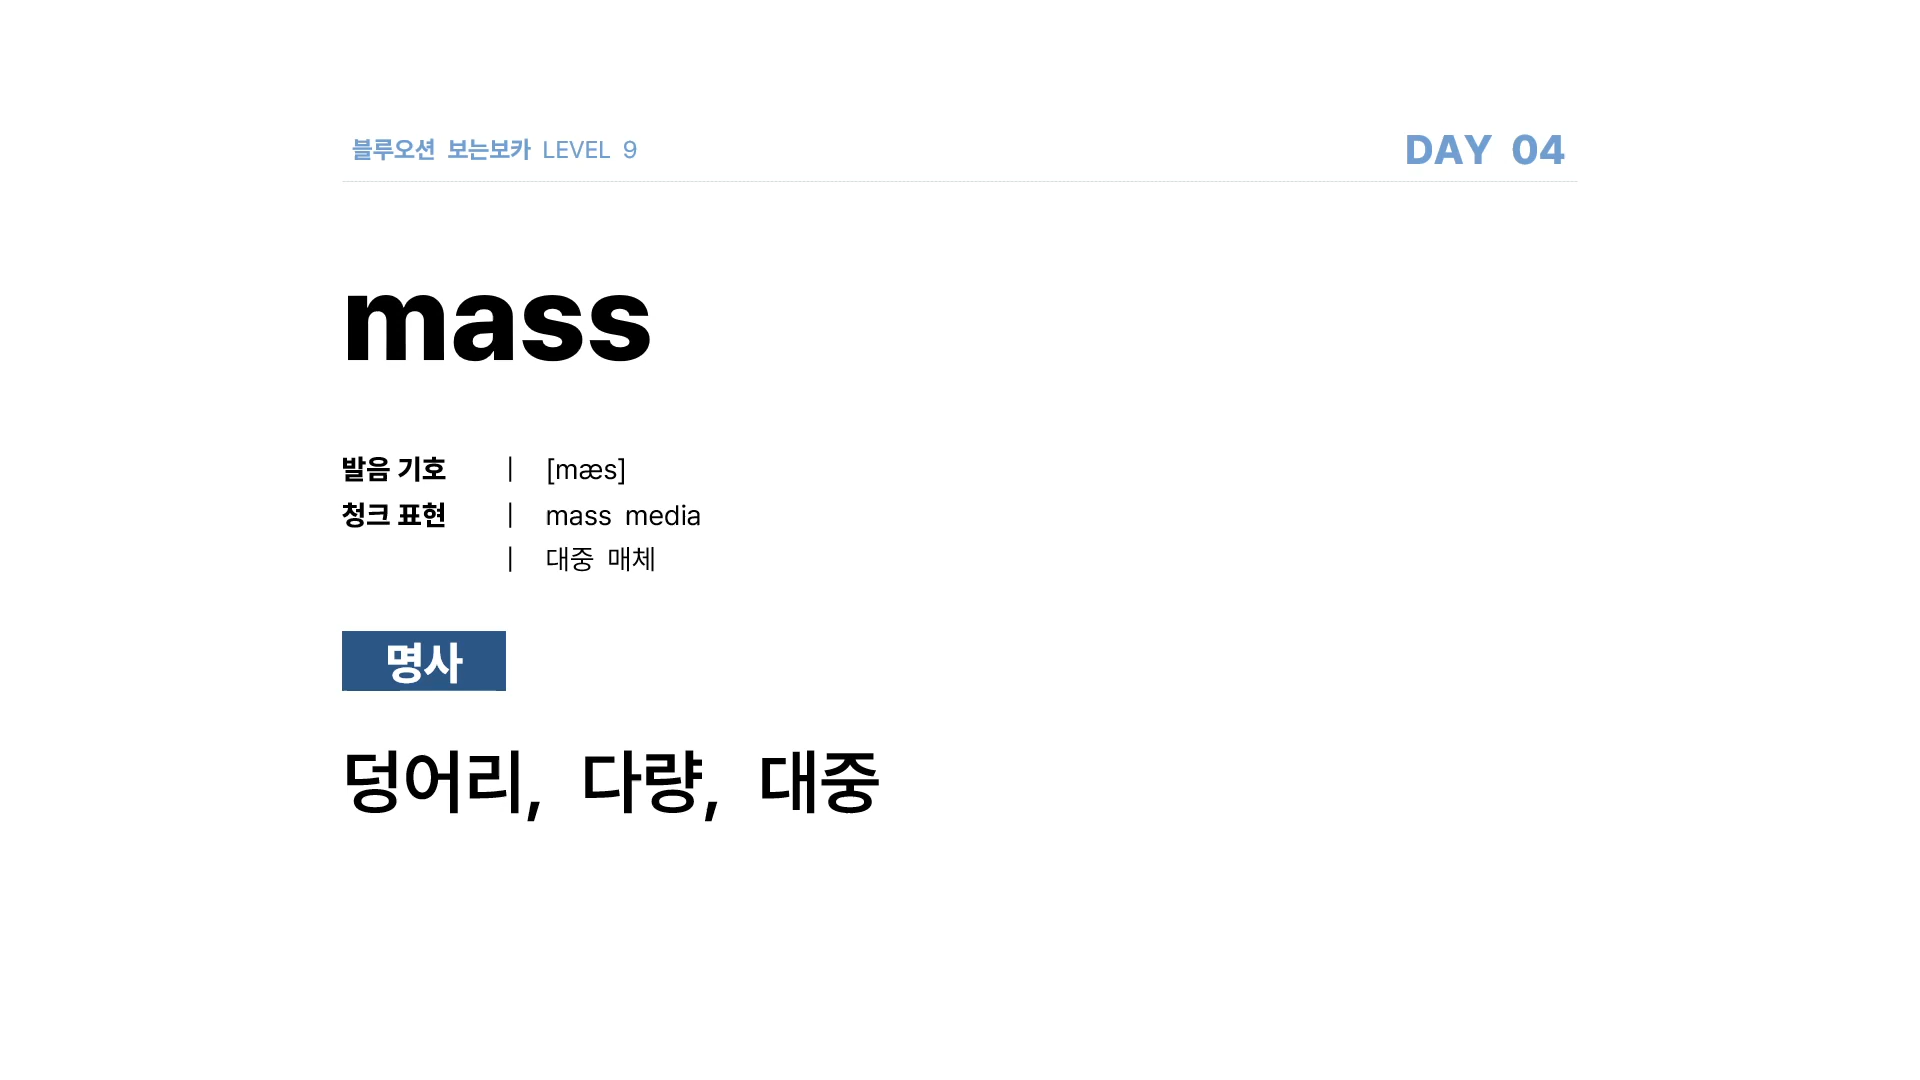 블루오션 보는보카 LEVEL 9
DAY 04
mass
발음 기호 | [mæs]
청크 표현 | mass media
| 대중 매체
명사
덩어리, 다량, 대중